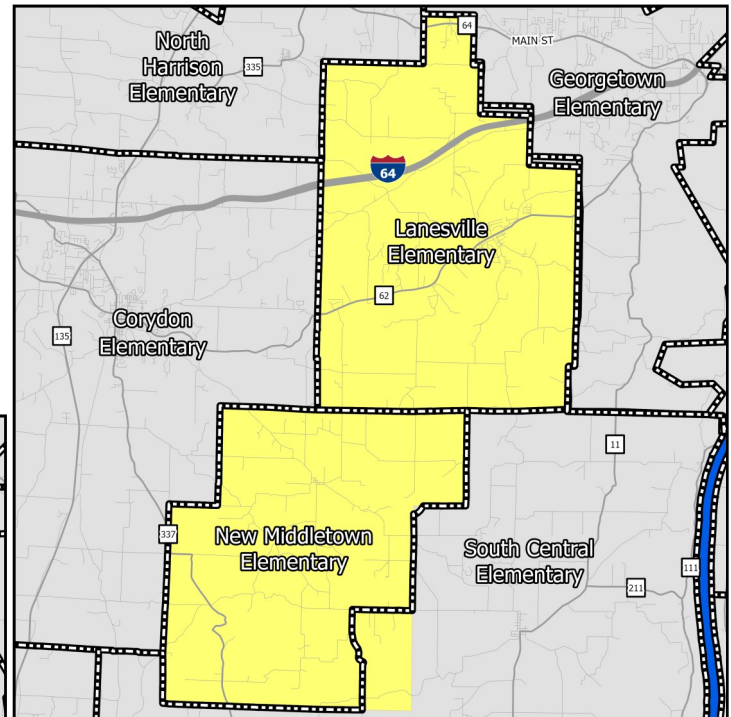 64
MAIN ST
North
Harrison
Elementary
335
Georgetown
Elementary
64
Lanesville
Elementary
62
Corydon
Elementary
135
11
337
New Middletown
Elementary
South Central
Elementary
111
211